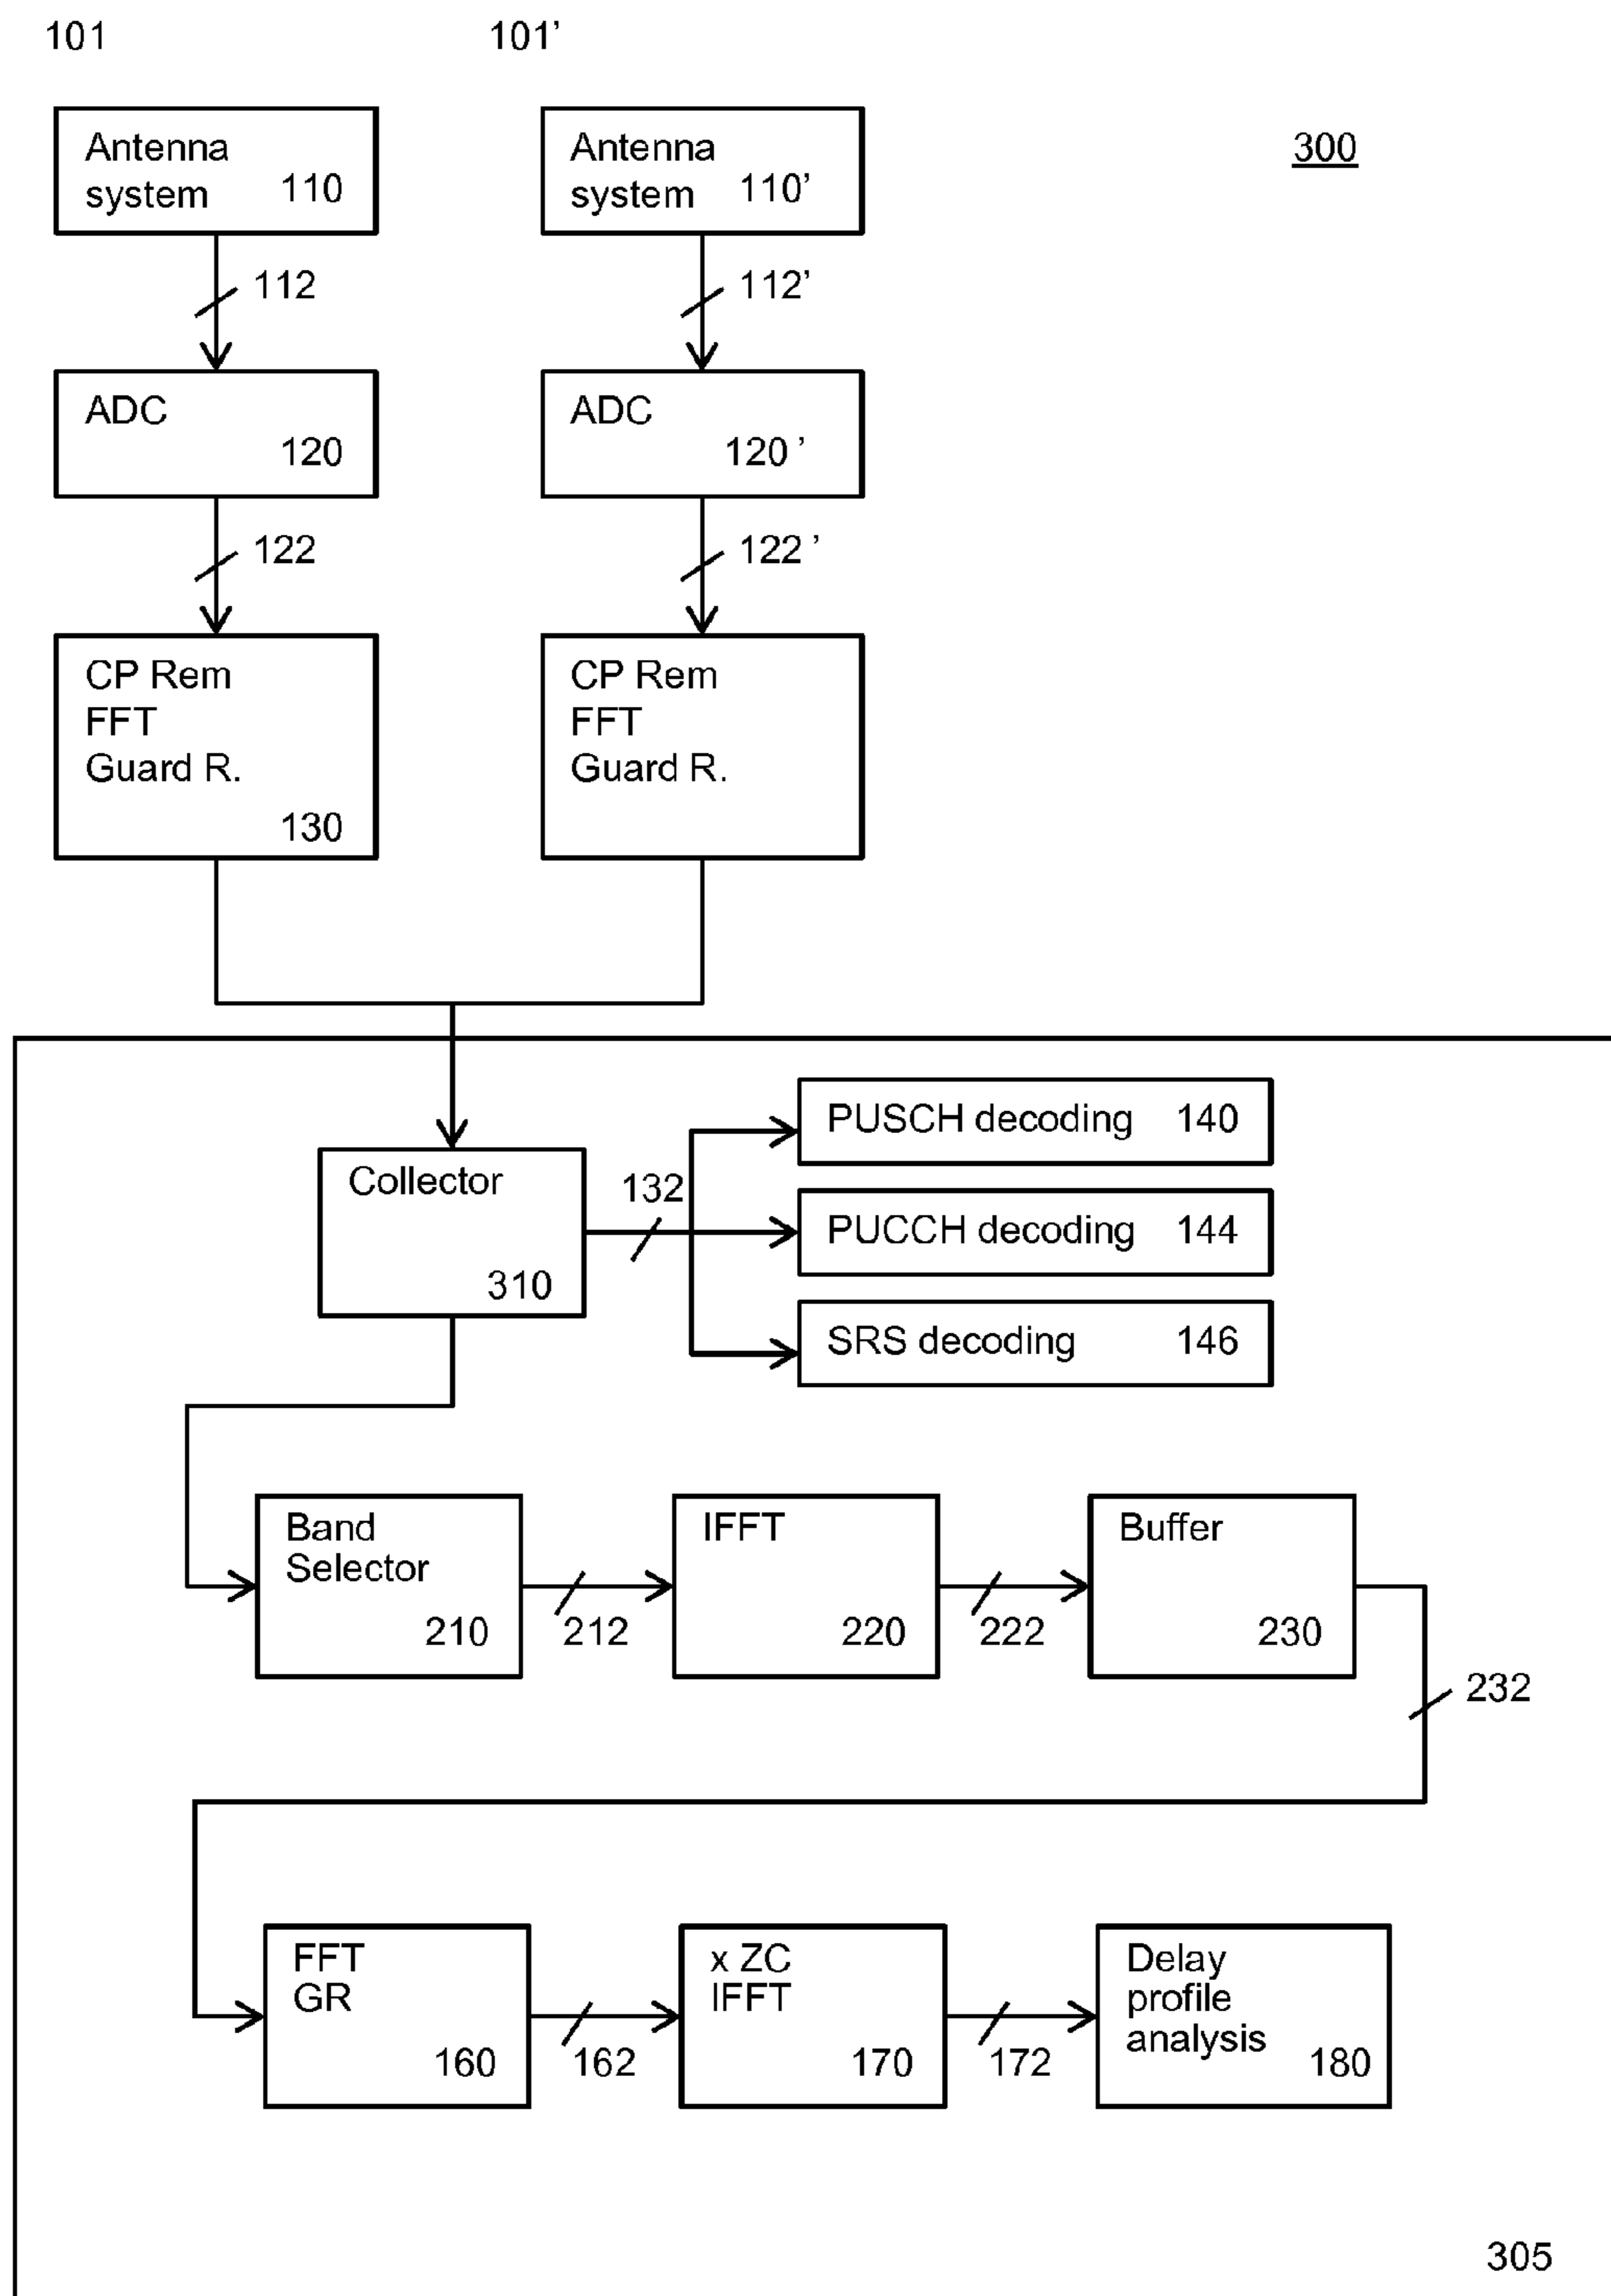 101
101’
300
Antenna
system 110
Antenna
system 110’
112
112’
ADC
120
ADC
120 ’
122
122 ’
CP Rem
FFT
Guard R.
130
CP Rem
FFT
Guard R.
Collector
310
132
PUSCH decoding 140
PUCCH decoding 144
SRS decoding 146
Band
Selector
210
212
IFFT
220
222
Buffer
230
232
FFT
GR
160
162
x ZC
IFFT
170
172
Delay
profile
analysis
180
305